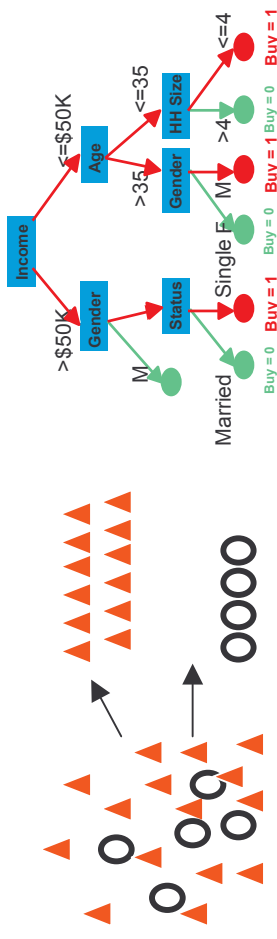 Income
>$50K <=$50K
Gender Age
M >35 <=35
Status Gender HH Size
Married Single F M >4 <=4
Buy = 0 Buy = 1 Buy = 0 Buy = 1 Buy = 0 Buy = 1